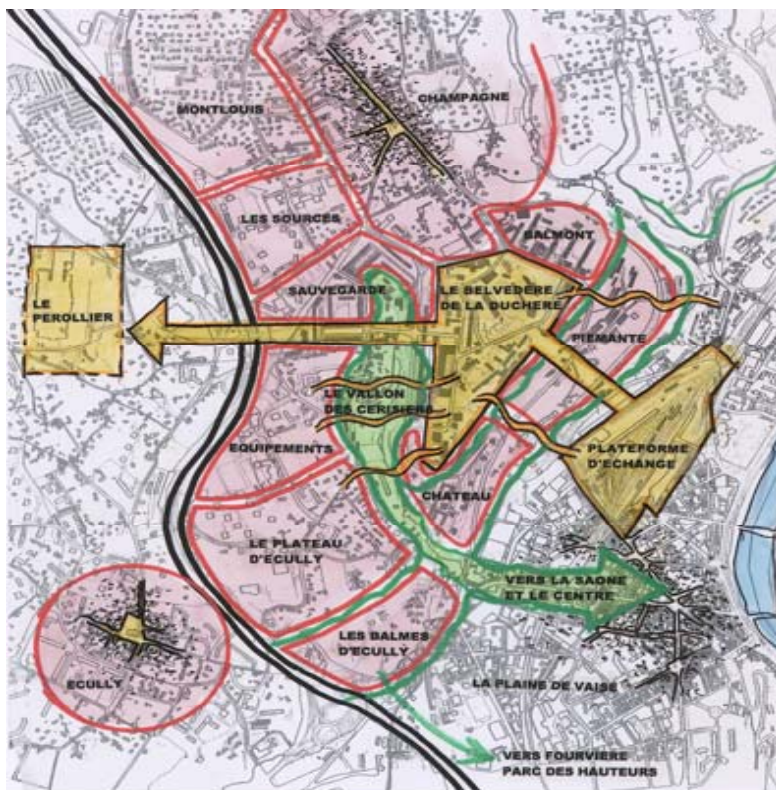 MONTLOUIS
CHAMPAGNE
LES SOURCES
BALMONT
SAUVEGARDE
LE BELVEDERE
DE LA DUCHERE
LE
PEROLLIER
PIEMANTE
LE VALLON
DES CERISIERS
EQUIPEMENTS
PLATEFORME
D'ECHANGE
CHATEAU
LE PLATEAU
D'ECULLY
VERS LA SAONE
ET LE CENTRE
LES BALMES
D'ECULLY
ECULLY
LA PLAINE DE VAISE
VERS FOURVIERE
PARC DES HAUTEURS